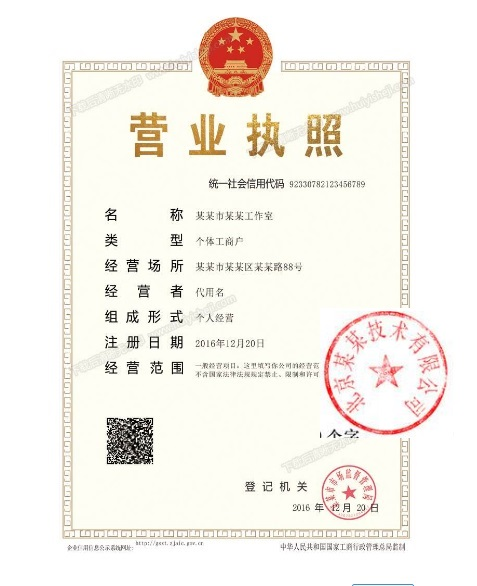 营业执照
统一社会信用代码 92330782123456789
名 称 某某市某某工作室
类 型 个体工商户
经营场所 某某市某某区某某路88号
经营者 代用名
组成形式 个人经营
注册日期 2016年12月20日
经营范围 一般经营项目：这里填写你公司的经营范
不含国家法律法规规定禁止、限制和许可
北京某某技术有限公司
个字
登记机关
2016 年 12 月 20 日
企业信用信息公示系统网址：http://gsxt.zjaic.gov.cn
中华人民共和国国家工商行政管理总局监制